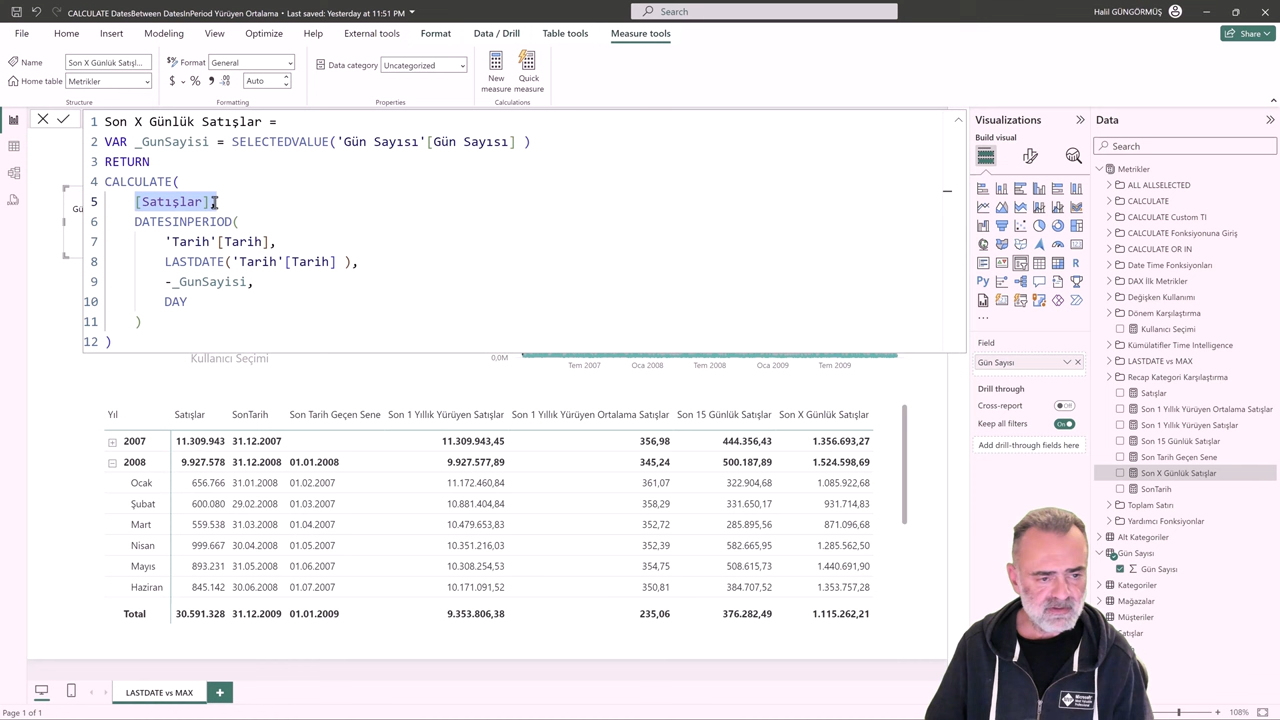 CALCULATE DatesBetween DatesInPeriod Yürüyen Ortalama • Last saved: Yesterday at 11:51 PM
Search
Halil GÜNGÖRMÜŞ
File Home Insert Modeling View Optimize Help External tools Format Data / Drill Table tools Measure tools
Share
Name Son X Günlük Satışl...
Home table Metrikler
Structure
Format General
$ % Auto
Formatting
Data category Uncategorized
Properties
New measure
Quick measure
Calculations
1 Son X Günlük Satışlar =
2 VAR _GunSayisi = SELECTEDVALUE('Gün Sayısı'[Gün Sayısı] )
3 RETURN
4 CALCULATE(
5 [Satışlar],
6 DATESINPERIOD(
7 'Tarih'[Tarih],
8 LASTDATE('Tarih'[Tarih] ),
9 -_GunSayisi,
10 DAY
11 )
12 )
Kullanıcı Seçimi
0,0M
Tem 2007 Oca 2008 Tem 2008 Oca 2009 Tem 2009
Yıl Satışlar SonTarih Son Tarih Geçen Sene Son 1 Yıllık Yürüyen Satışlar Son 1 Yıllık Yürüyen Ortalama Satışlar Son 15 Günlük Satışlar Son X Günlük Satışlar
2007 11.309.943 31.12.2007 11.309.943,45 356,98 444.356,43 1.356.693,27
2008 9.927.578 31.12.2008 01.01.2008 9.927.577,89 345,24 500.187,89 1.524.598,69
Ocak 656.766 31.01.2008 01.02.2007 11.172.460,84 361,07 322.904,68 1.085.922,68
Şubat 600.080 29.02.2008 01.03.2007 10.881.404,84 358,29 331.650,17 931.714,83
Mart 559.538 31.03.2008 01.04.2007 10.479.653,83 352,72 285.895,56 871.096,68
Nisan 999.667 30.04.2008 01.05.2007 10.351.216,03 352,39 582.665,95 1.285.562,50
Mayıs 893.231 31.05.2008 01.06.2007 10.308.254,53 354,75 508.615,73 1.440.691,90
Haziran 845.142 30.06.2008 01.07.2007 10.171.091,52 350,81 384.707,52 1.353.757,28
Total 30.591.328 31.12.2009 01.01.2009 9.353.806,38 235,06 376.282,49 1.115.262,21
LASTDATE vs MAX
Page 1 of 1
108%
Visualizations
Build visual
Field
Gün Sayısı
Drill through
Cross-report Off
Keep all filters On
Add drill-through fields here
Data
Search
Metrikler
ALL ALLSELECTED
CALCULATE
CALCULATE Custom TI
CALCULATE Fonksiyonuna Giriş
CALCULATE OR IN
Date Time Fonksiyonları
DAX İlk Metrikler
Değişken Kullanımı
Dönem Karşılaştırma
Kullanıcı Seçimi
Kümülatifler Time Intelligence
LASTDATE vs MAX
Recap Kategori Karşılaştırma
Satışlar
Son 1 Yıllık Yürüyen Ortalama Satışlar
Son 1 Yıllık Yürüyen Satışlar
Son 15 Günlük Satışlar
Son Tarih Geçen Sene
Son X Günlük Satışlar
SonTarih
Toplam Satırı
Yardımcı Fonksiyonlar
Alt Kategoriler
Gün Sayısı
Gün Sayısı
Kategoriler
Mağazalar
Müşteriler
Satışlar
Microsoft